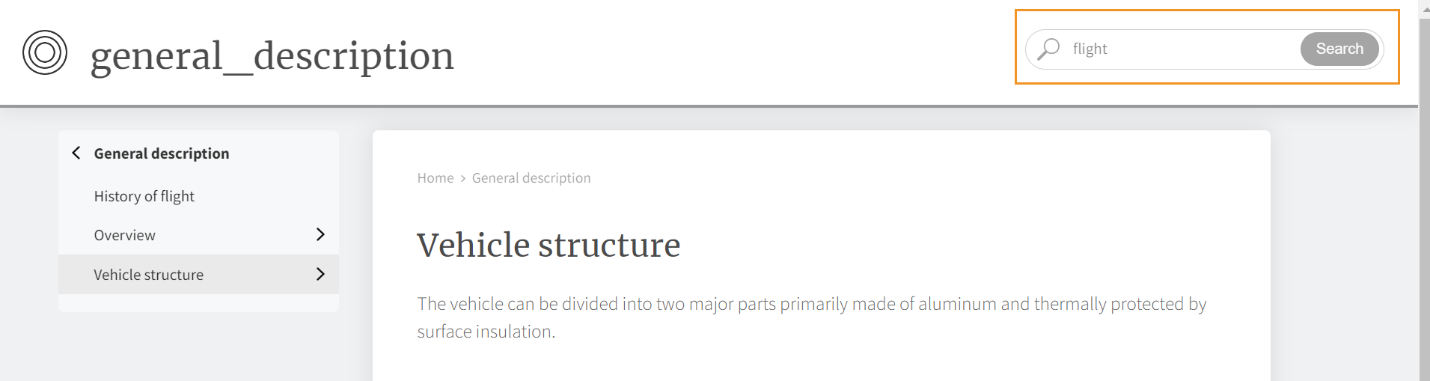 general_description
flight
Search
General description
History of flight
Overview
Vehicle structure
Home > General description
Vehicle structure
The vehicle can be divided into two major parts primarily made of aluminum and thermally protected by
surface insulation.